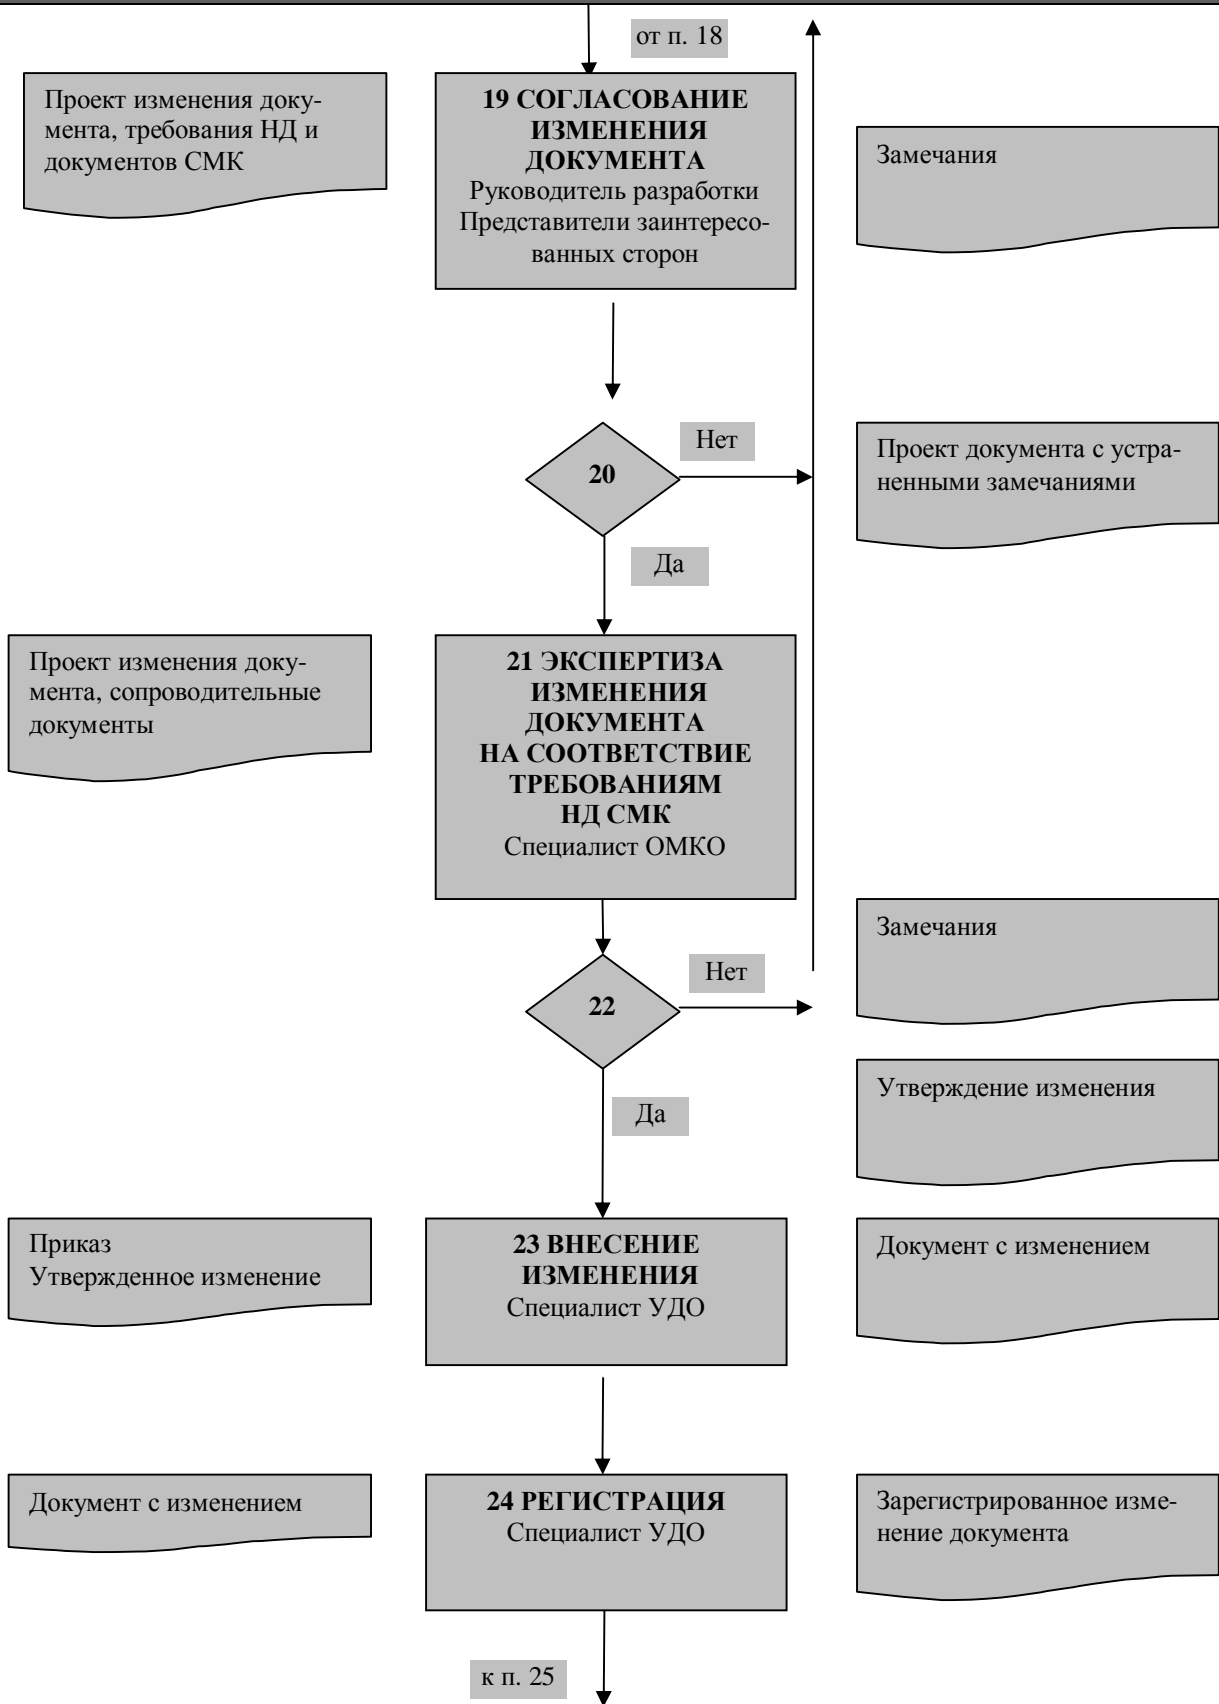 от п. 18
Проект изменения доку-
мента, требования НД и
документов СМК
19 СОГЛАСОВАНИЕ
ИЗМЕНЕНИЯ
ДОКУМЕНТА
Руководитель разработки
Представители заинтересо-
ванных сторон
Замечания
20
Нет
Проект документа с устра-
ненными замечаниями
Да
Проект изменения доку-
мента, сопроводительные
документы
21 ЭКСПЕРТИЗА
ИЗМЕНЕНИЯ
ДОКУМЕНТА
НА СООТВЕТСТВИЕ
ТРЕБОВАНИЯМ
НД СМК
Специалист ОМКО
Замечания
22
Нет
Утверждение изменения
Да
Приказ
Утвержденное изменение
23 ВНЕСЕНИЕ
ИЗМЕНЕНИЯ
Специалист УДО
Документ с изменением
Документ с изменением
24 РЕГИСТРАЦИЯ
Специалист УДО
Зарегистрированное изме-
нение документа
к п. 25